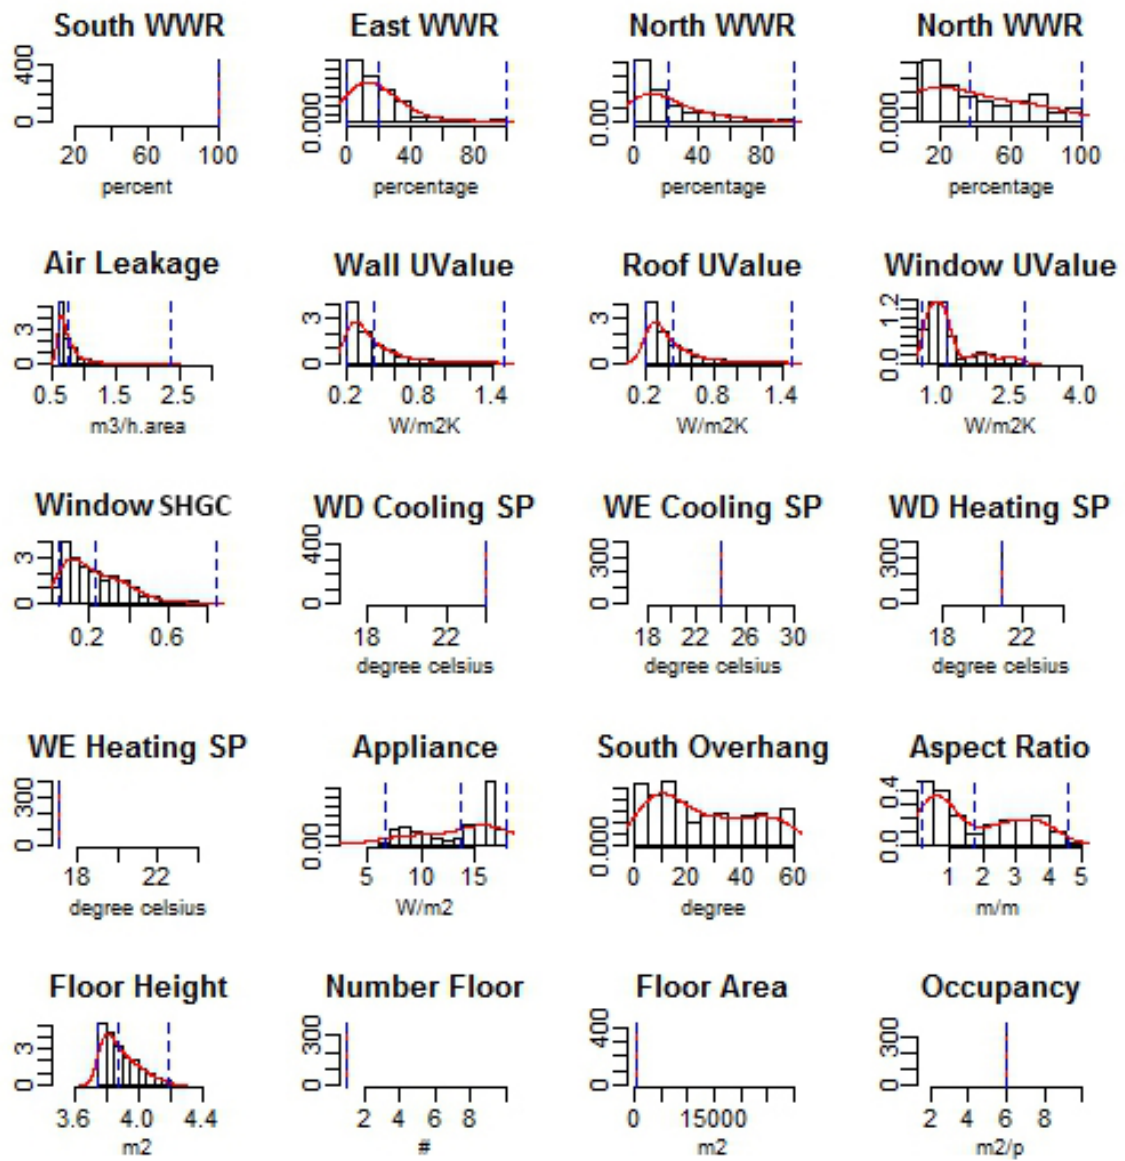 South WWR East WWR North WWR North WWR
400
0
20 60 100
percent
0.000
0 40 80
percentage
0.000
0 40 80
percentage
0.000
20 60 100
percentage
Air Leakage Wall UValue Roof UValue Window UValue
3
0
0.5 1.5 2.5
m3/h.area
3
0
0.2 0.8 1.4
W/m2K
3
0
0.2 0.8 1.4
W/m2K
1.2
0.0
1.0 2.5 4.0
W/m2K
Window SHGC WD Cooling SP WE Cooling SP WD Heating SP
3
0
0.2 0.6
400
0
18 22
degree celsius
300
0
18 22 26 30
degree celsius
300
0
18 22
degree celsius
WE Heating SP Appliance South Overhang Aspect Ratio
300
0
18 22
degree celsius
0.000
5 10 15
W/m2
0.000
0 20 40 60
degree
0.4
0.0
1 2 3 4 5
m/m
Floor Height Number Floor Floor Area Occupancy
3
0
3.6 4.0 4.4
m2
300
0
2 4 6 8
#
400
0
0 15000
m2
300
0
2 4 6 8
m2/p